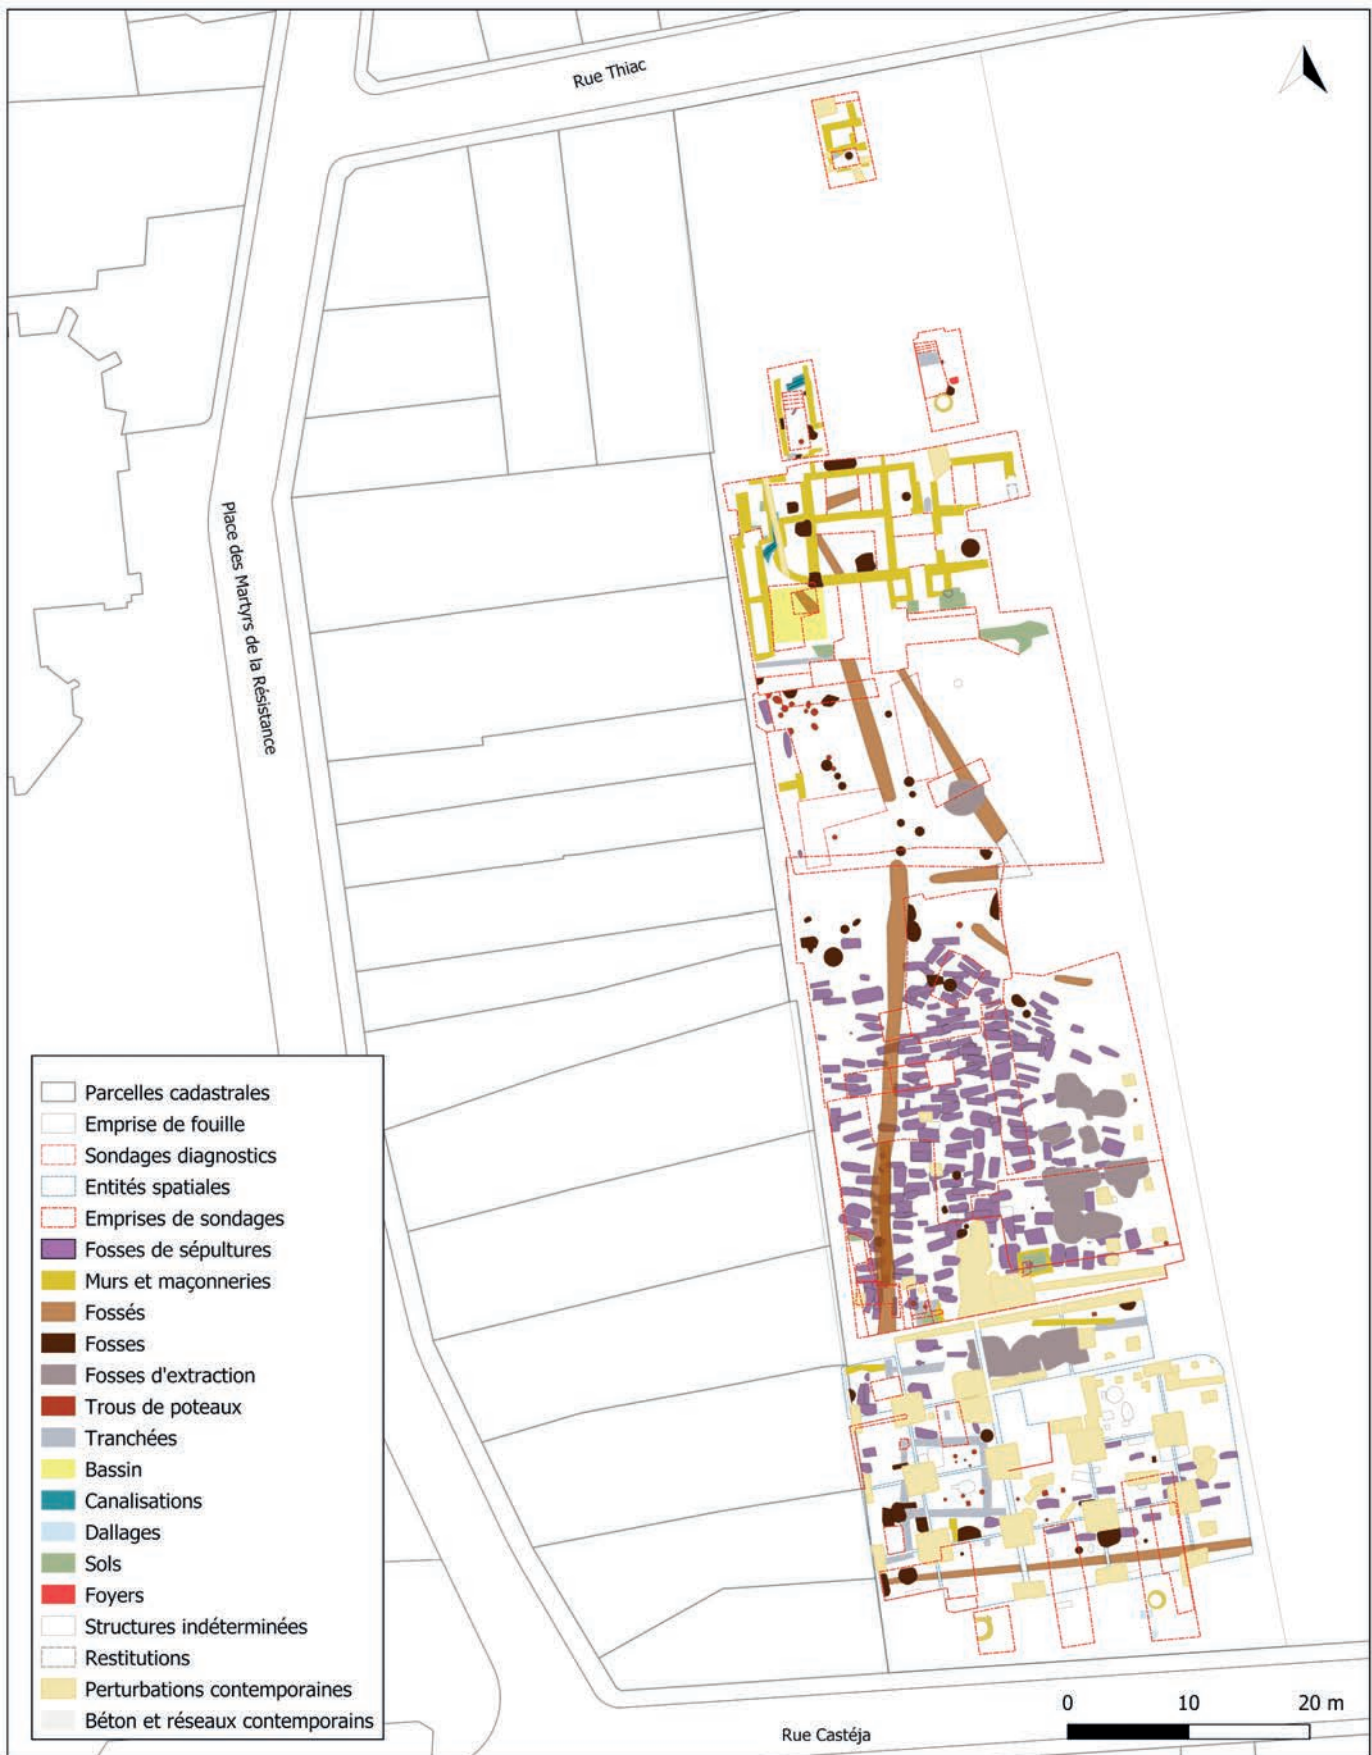 Rue Thiac
Place des Martyrs de la Résistance
Parcelles cadastrales
Emprise de fouille
Sondages diagnostics
Entités spatiales
Emprises de sondages
Fosses de sépultures
Murs et maçonneries
Fossés
Fosses
Fosses d'extraction
Trous de poteaux
Tranchées
Bassin
Canalisations
Dallages
Sols
Foyers
Structures indéterminées
Restitutions
Perturbations contemporaines
Béton et réseaux contemporains
0 10 20 m
Rue Castéja